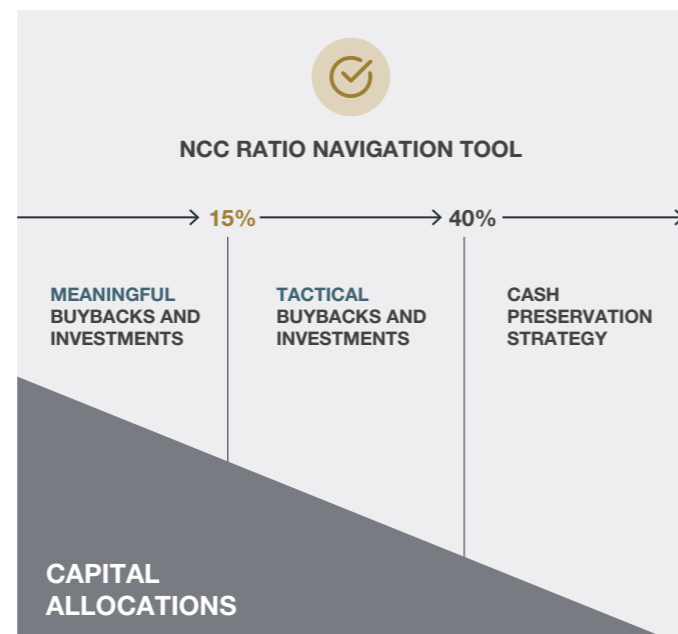 NCC RATIO NAVIGATION TOOL
15%
40%
MEANINGFUL
BUYBACKS AND
INVESTMENTS
TACTICAL
BUYBACKS AND
INVESTMENTS
CASH
PRESERVATION
STRATEGY
CAPITAL
ALLOCATIONS